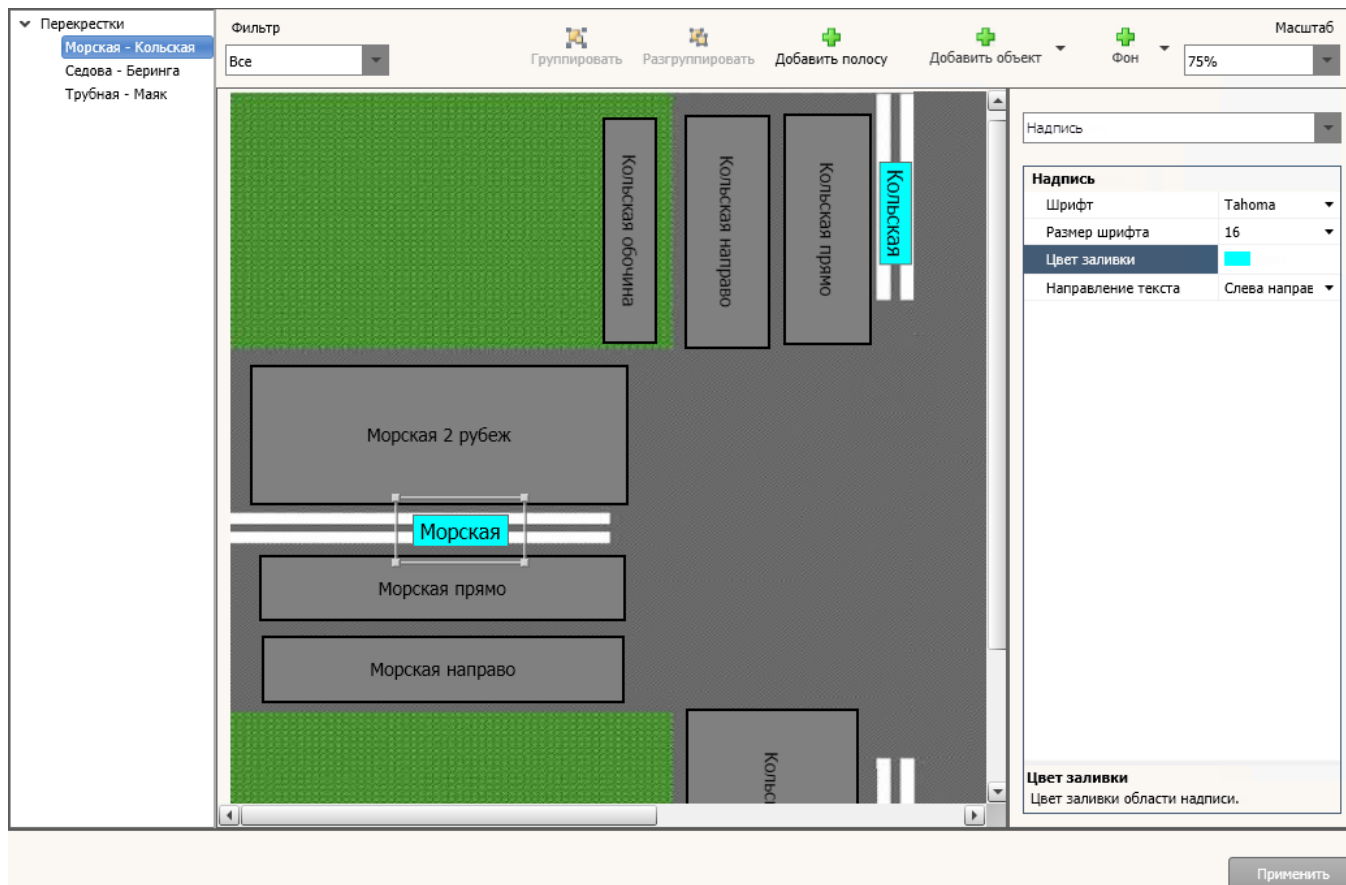 Перекрестки
Морская - Кольская
Седова - Беринга
Трубная - Маяк
Фильтр
Все
Группировать
Разгруппировать
Добавить полосу
Добавить объект
Фон
Масштаб
75%
Кольская обочина
Кольская направо
Кольская прямо
Кольская
Морская 2 рубеж
Морская
Морская прямо
Морская направо
Надпись
Надпись
Шрифт Tahoma
Размер шрифта 16
Цвет заливки
Направление текста Слева направ
Цвет заливки
Цвет заливки области надписи.
Применить